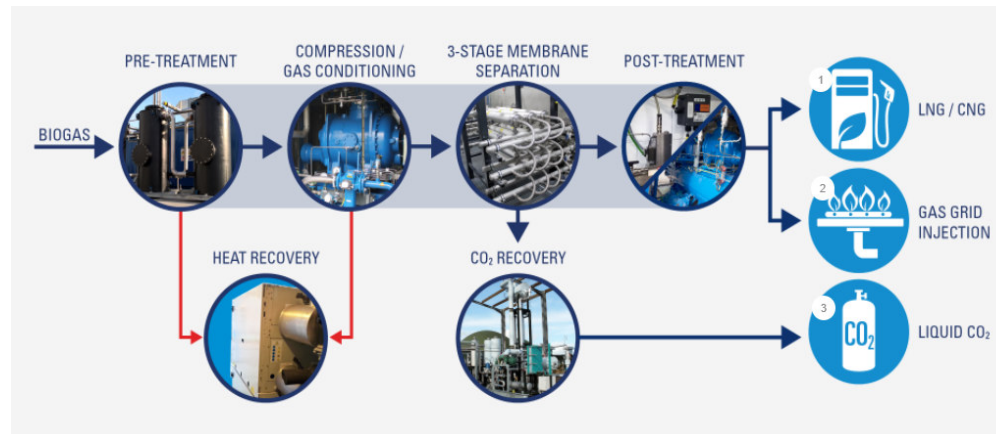 PRE-TREATMENT
COMPRESSION /
GAS CONDITIONING
3-STAGE MEMBRANE
SEPARATION
POST-TREATMENT
BIOGAS
1
LNG / CNG
2
GAS GRID
INJECTION
HEAT RECOVERY
CO₂ RECOVERY
3
CO₂
LIQUID CO₂